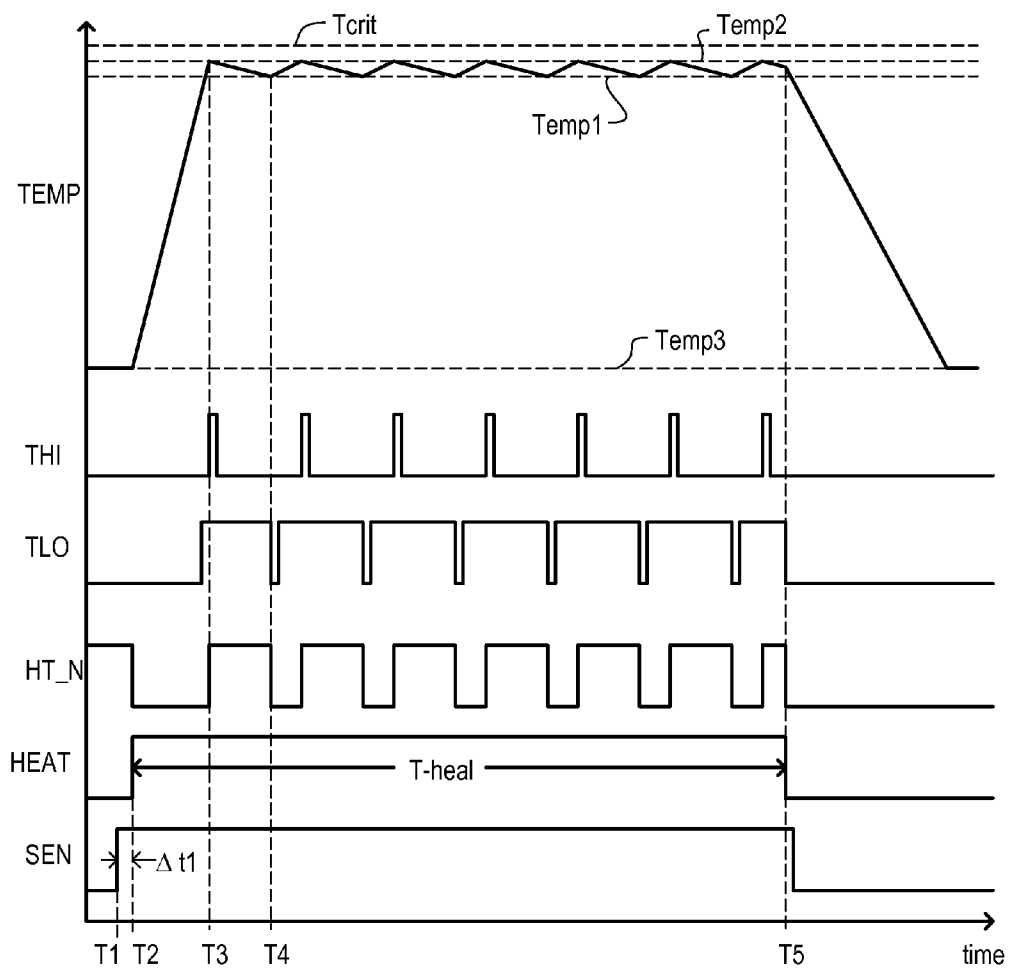 Tcrit
Temp2
Temp1
TEMP
Temp3
THI
TLO
HT_N
HEAT
T-heal
SEN
Δ t1
T1 T2 T3 T4 T5 time